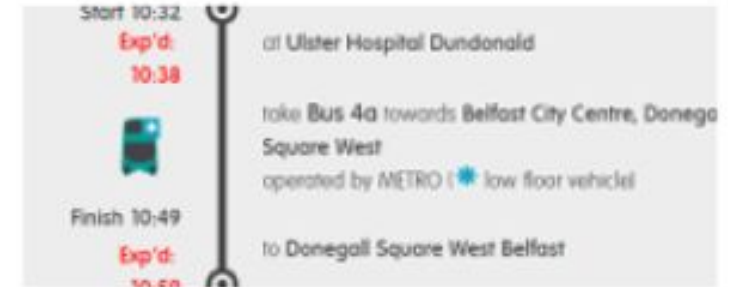 Start 10:32
Exp'd:
10:38
at Ulster Hospital Dundonald
take Bus 4a towards Belfast City Centre, Donega
Square West
operated by METRO (* low floor vehicle)
Finish 10:49
Exp'd:
to Donegall Square West Belfast